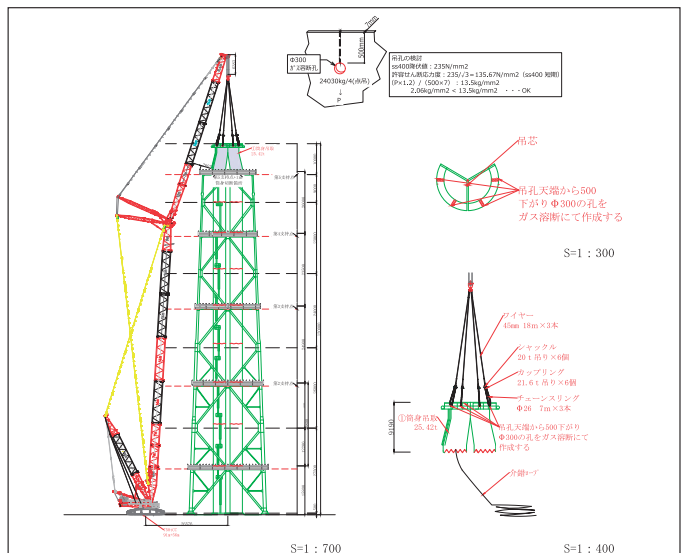 7mm
500mm
Φ300
ガス溶断孔
24030kg/4(点吊)
↓
P
吊孔の検討
ss400降伏値：235N/mm2
許容せん断応力度：235/√3＝135.67N/mm2（ss400 短期）
(P×1.2）/（500×7）：13.5kg/mm2
2.06kg/mm2 < 13.5kg/mm2 ・・・OK
吊芯
吊孔天端から500
下がりΦ300の孔を
ガス溶断にて作成する
S=1：300
ワイヤー
45mm 18m×3本
シャックル
20ｔ吊り×6個
カップリング
21.6ｔ吊り×6個
チェーンスリング
Φ26 7m×3本
①筒身吊取
25.42t
9190
吊孔天端から500下がり
Φ300の孔をガス溶断にて
作成する
介錯ロープ
S=1：700
S=1：400